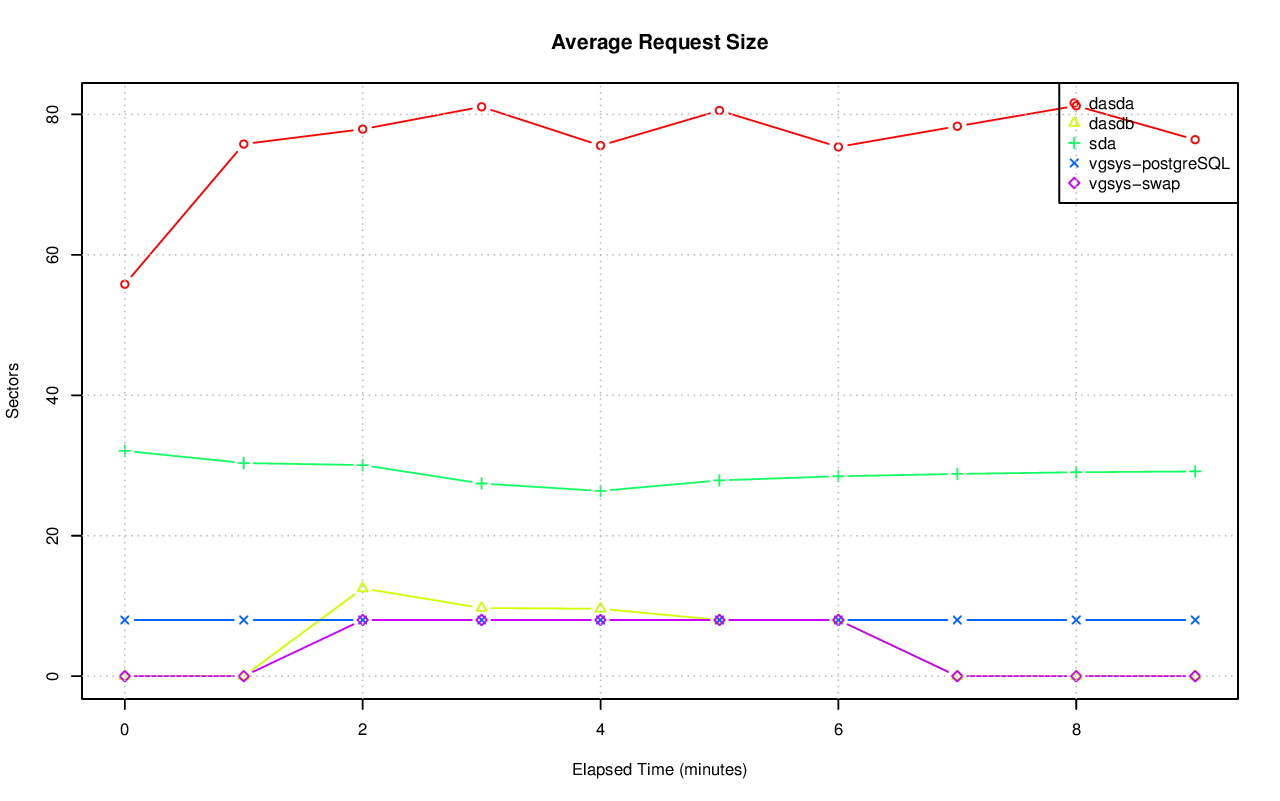 Average Request Size
dasda
dasdb
sda
vgsys−postgreSQL
vgsys−swap
80
60
40
20
0
Sectors
0 2 4 6 8
Elapsed Time (minutes)